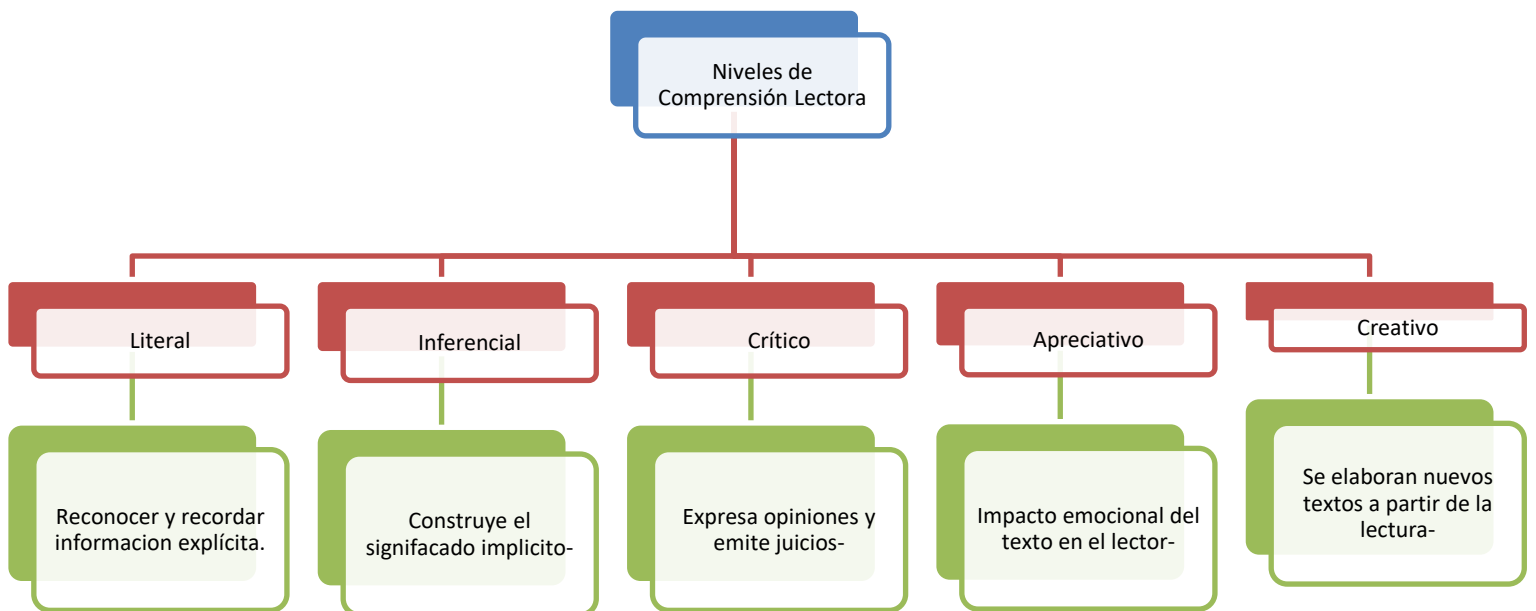 Niveles de
Comprensión Lectora
Literal
Inferencial
Crítico
Apreciativo
Creativo
Reconocer y recordar
informacion explícita.
Construye el
signifacado implicito-
Expresa opiniones y
emite juicios-
Impacto emocional del
texto en el lector-
Se elaboran nuevos
textos a partir de la
lectura-